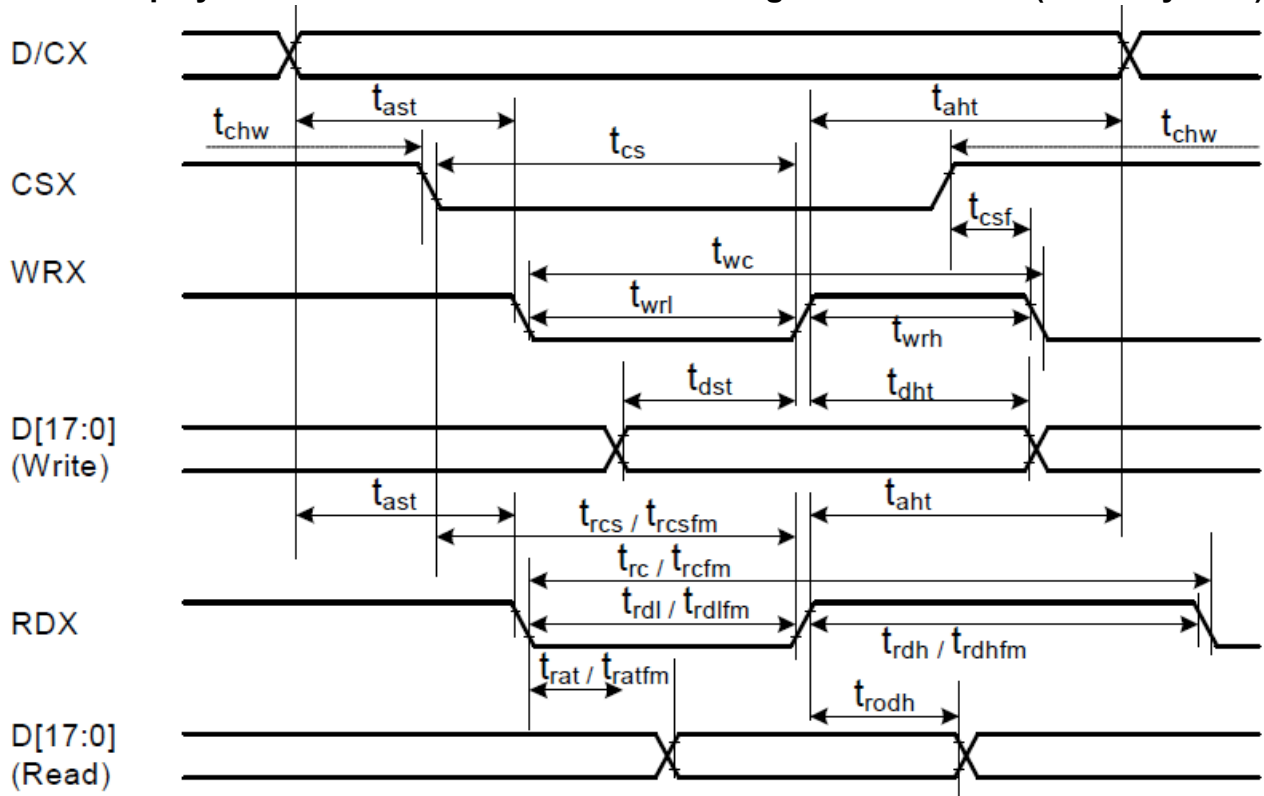 D/CX
t_ast
t_aht
t_chw
t_cs
t_chw
CSX
t_csf
WRX
t_wc
t_wrl
t_wrh
t_dst
t_dht
D[17:0]
(Write)
t_ast
t_rcs / t_rcsfm
t_aht
t_rc / t_rcfm
RDX
t_rdl / t_rdlfm
t_rdh / t_rdhfm
t_rat / t_ratfm
t_rodh
D[17:0]
(Read)